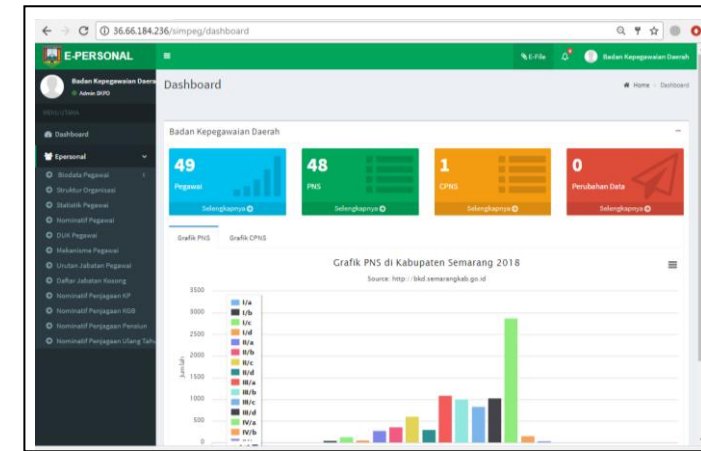 36.66.184.236/simpeg/dashboard
E-PERSONAL
E-File
Badan Kepegawaian Daerah
Badan Kepegawaian Daera
Admin SKPD
MENU UTAMA
Dashboard
Epersonal
Biodata Pegawai
Struktur Organisasi
Statistik Pegawai
Nominatif Pegawai
DUK Pegawai
Mekanisme Pegawai
Urutan Jabatan Pegawai
Daftar Jabatan Kosong
Nominatif Penjagaan KP
Nominatif Penjagaan KGB
Nominatif Penjagaan Pensiun
Nominatif Penjagaan Ulang Tahu
Dashboard
Home
Dashboard
Badan Kepegawaian Daerah
49
Pegawai
Selengkapnya
48
PNS
Selengkapnya
1
CPNS
Selengkapnya
0
Perubahan Data
Selengkapnya
Grafik PNS
Grafik CPNS
Grafik PNS di Kabupaten Semarang 2018
Source: http://bkd.semarangkab.go.id
Jumlah
3500
3000
2500
2000
1500
1000
500
0
I/a
I/b
I/c
I/d
II/a
II/b
II/c
II/d
III/a
III/b
III/c
III/d
IV/a
IV/b